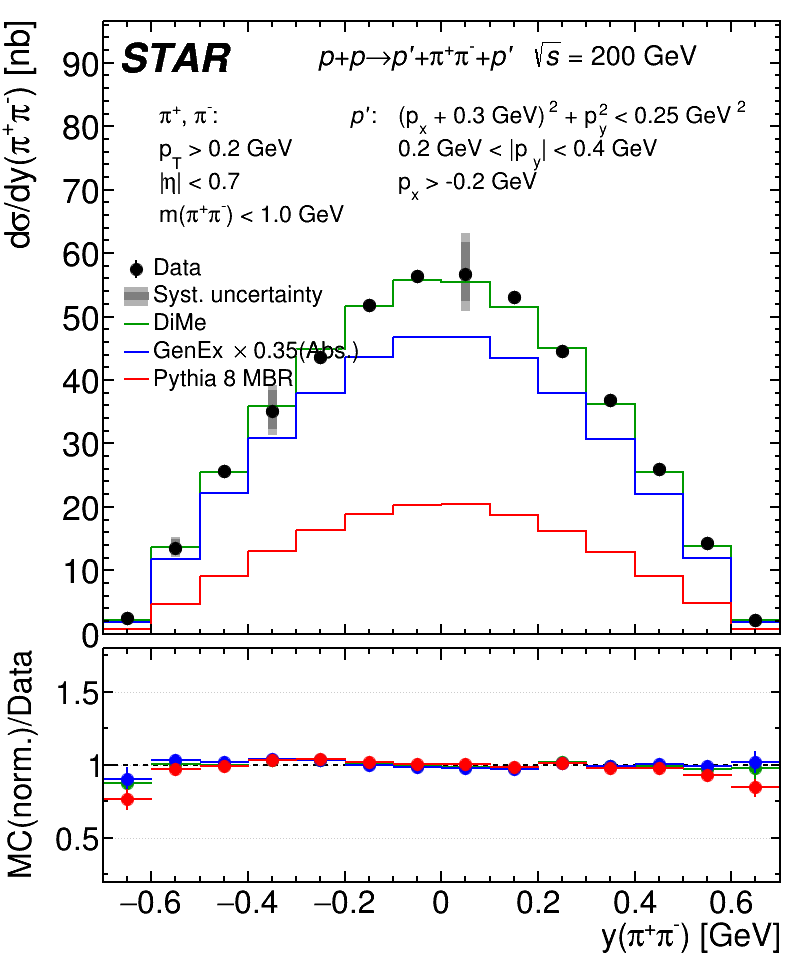 STAR p+p→p′+π⁺π⁻+p′ √s = 200 GeV
π⁺, π⁻: p′: (pₓ + 0.3 GeV)² + p_y² < 0.25 GeV²
p_T > 0.2 GeV 0.2 GeV < |p_y| < 0.4 GeV
|η| < 0.7 pₓ > -0.2 GeV
m(π⁺π⁻) < 1.0 GeV
Data
Syst. uncertainty
DiMe
GenEx × 0.35(Abs.)
Pythia 8 MBR
dσ/dy(π⁺π⁻) [nb]
90
80
70
60
50
40
30
20
10
0
MC(norm.)/Data
1.5
1
0.5
−0.6 −0.4 −0.2 0 0.2 0.4 0.6
y(π⁺π⁻) [GeV]